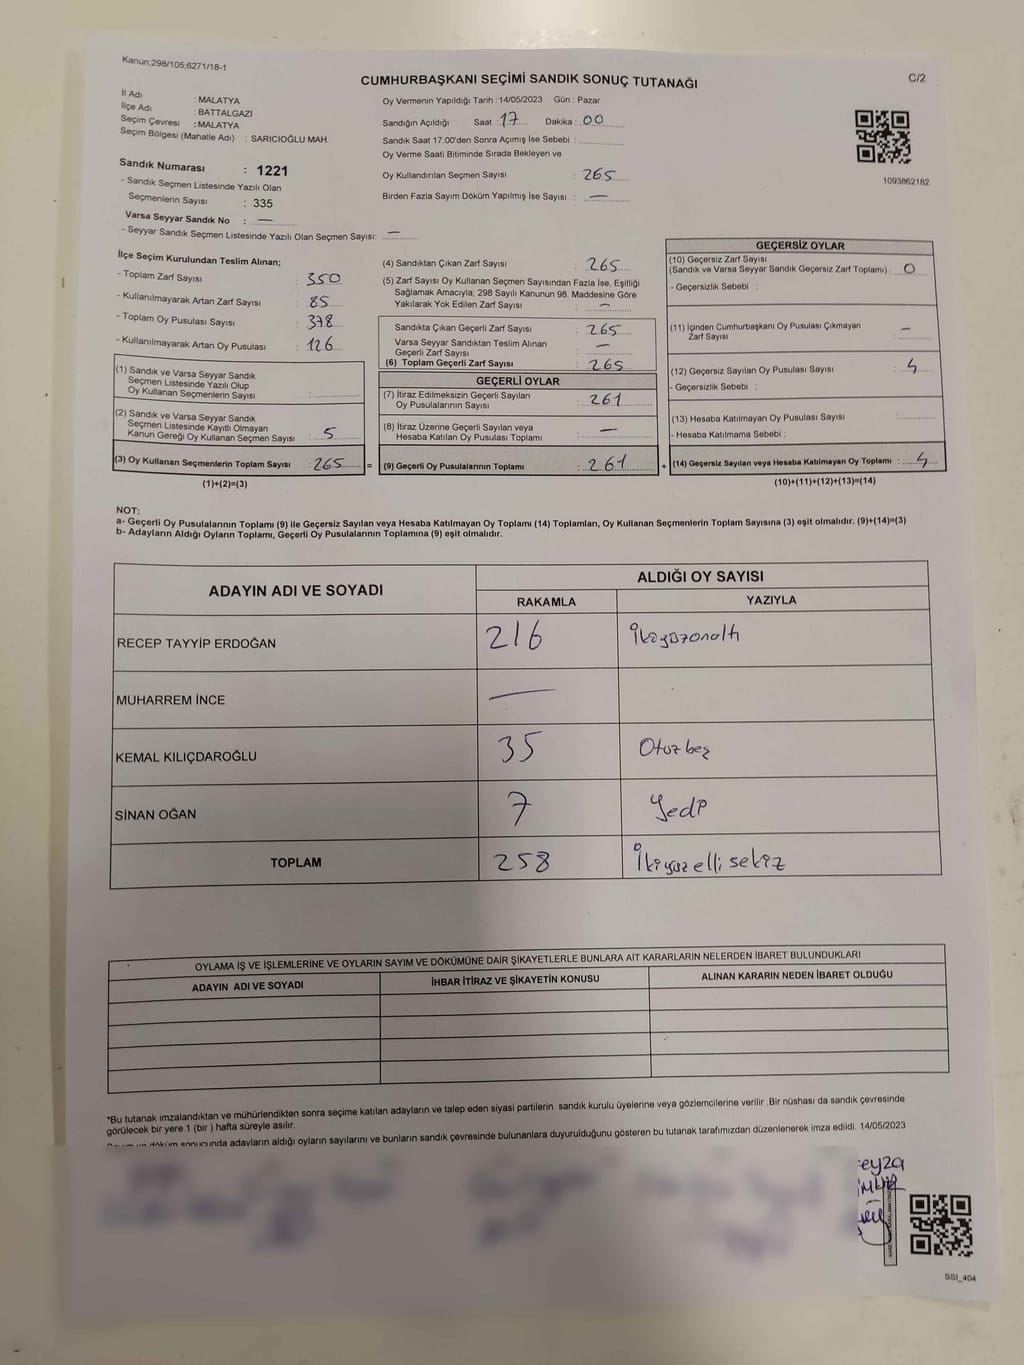 Kanun;298/105;6271/18-1
CUMHURBAŞKANI SEÇİMİ SANDIK SONUÇ TUTANAĞI
C/2
İl Adı : MALATYA
İlçe Adı : BATTALGAZİ
Seçim Çevresi : MALATYA
Seçim Bölgesi (Mahalle Adı) : SARICIOĞLU MAH.
Oy Vermenin Yapıldığı Tarih : 14/05/2023 Gün : Pazar
Sandığın Açıldığı Saat : 17 Dakika : 00
Sandık Saat 17:00'den Sonra Açımış İse Sebebi :
Oy Verme Saati Bitiminde Sırada Bekleyen ve
Oy Kullandırılan Seçmen Sayısı : 265
Birden Fazla Sayım Döküm Yapılmış İse Sayısı : —
1093862182
Sandık Numarası : 1221
- Sandık Seçmen Listesinde Yazılı Olan
Seçmenlerin Sayısı : 335
Varsa Seyyar Sandık No : —
- Seyyar Sandık Seçmen Listesinde Yazılı Olan Seçmen Sayısı: —
İlçe Seçim Kurulundan Teslim Alınan;
- Toplam Zarf Sayısı : 350
- Kullanılmayarak Artan Zarf Sayısı : 85
- Toplam Oy Pusulası Sayısı : 378
- Kullanılmayarak Artan Oy Pusulası : 126
(1) Sandık ve Varsa Seyyar Sandık
Seçmen Listesinde Yazılı Olup
Oy Kullanan Seçmenlerin Sayısı :
(2) Sandık ve Varsa Seyyar Sandık
Seçmen Listesinde Kayıtlı Olmayan
Kanun Gereği Oy Kullanan Seçmen Sayısı : 5
(3) Oy Kullanan Seçmenlerin Toplam Sayısı : 265
(1)+(2)=(3)
(4) Sandıktan Çıkan Zarf Sayısı : 265
(5) Zarf Sayısı Oy Kullanan Seçmen Sayısından Fazla İse, Eşitliği
Sağlamak Amacıyla; 298 Sayılı Kanunun 98. Maddesine Göre
Yakılarak Yok Edilen Zarf Sayısı : —
Sandıkta Çıkan Geçerli Zarf Sayısı : 265
Varsa Seyyar Sandıktan Teslim Alınan
Geçerli Zarf Sayısı : —
(6) Toplam Geçerli Zarf Sayısı : 265
GEÇERLİ OYLAR
(7) İtiraz Edilmeksizin Geçerli Sayılan
Oy Pusulalarının Sayısı : 261
(8) İtiraz Üzerine Geçerli Sayılan veya
Hesaba Katılan Oy Pusulası Toplamı : —
= (9) Geçerli Oy Pusulalarının Toplamı : 261
GEÇERSİZ OYLAR
(10) Geçersiz Zarf Sayısı
(Sandık ve Varsa Seyyar Sandık Geçersiz Zarf Toplamı) : 0
- Geçersizlik Sebebi :
(11) İçinden Cumhurbaşkanı Oy Pusulası Çıkmayan
Zarf Sayısı : —
(12) Geçersiz Sayılan Oy Pusulası Sayısı : 4
- Geçersizlik Sebebi :
(13) Hesaba Katılmayan Oy Pusulası Sayısı :
- Hesaba Katılmama Sebebi :
+ (14) Geçersiz Sayılan veya Hesaba Katılmayan Oy Toplamı : 4
(10)+(11)+(12)+(13)=(14)
NOT:
a- Geçerli Oy Pusulalarının Toplamı (9) ile Geçersiz Sayılan veya Hesaba Katılmayan Oy Toplamı (14) Toplamları, Oy Kullanan Seçmenlerin Toplam Sayısına (3) eşit olmalıdır. (9)+(14)=(3)
b- Adayların Aldığı Oyların Toplamı, Geçerli Oy Pusulalarının Toplamına (9) eşit olmalıdır.
ADAYIN ADI VE SOYADI
ALDIĞI OY SAYISI
RAKAMLA YAZIYLA
RECEP TAYYİP ERDOĞAN 216 İkiyüzonaltı
MUHARREM İNCE —
KEMAL KILIÇDAROĞLU 35 Otuzbeş
SİNAN OĞAN 7 Yedi
TOPLAM 258 İkiyüzellisekiz
OYLAMA İŞ VE İŞLEMLERİNE VE OYLARIN SAYIM VE DÖKÜMÜNE DAİR ŞİKAYETLERLE BUNLARA AİT KARARLARIN NELERDEN İBARET BULUNDUKLARI
ADAYIN ADI VE SOYADI İHBAR İTİRAZ VE ŞİKAYETİN KONUSU ALINAN KARARIN NEDEN İBARET OLDUĞU
*Bu tutanak imzalandıktan ve mühürlendikten sonra seçime katılan adayların ve talep eden siyasi partilerin sandık kurulu üyelerine veya gözlemcilerine verilir .Bir nüshası da sandık çevresinde
görülecek bir yere 1 (bir ) hafta süreyle asılır.
döküm sonucunda adayların aldığı oyların sayılarını ve bunların sandık çevresinde bulunanlara duyurulduğunu gösteren bu tutanak tarafımızdan düzenlenerek imza edildi. 14/05/2023
eyza
BSI_404